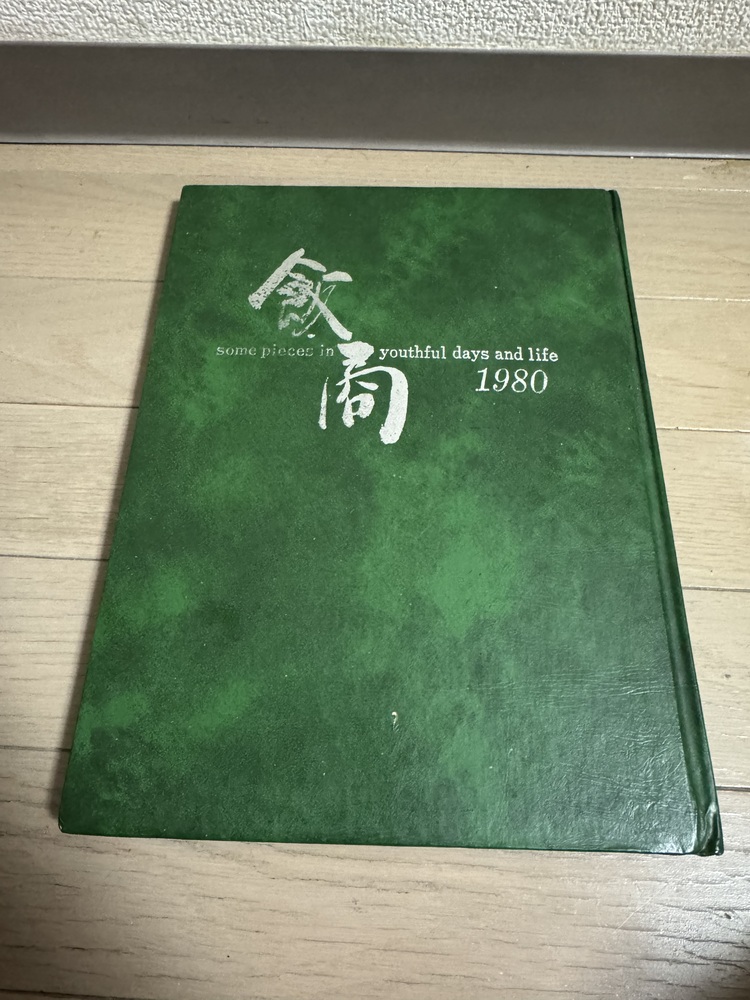 飯
some pieces in youthful days and life
商
1980